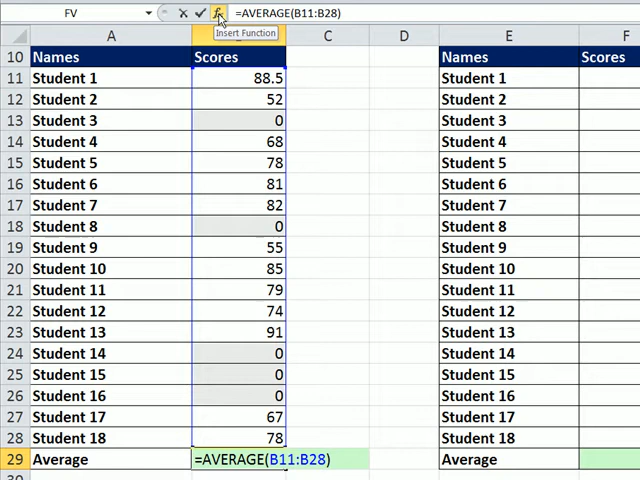 FV =AVERAGE(B11:B28)
Insert Function
A C D E F
10 Names Scores Names Scores
11 Student 1 88.5 Student 1
12 Student 2 52 Student 2
13 Student 3 0 Student 3
14 Student 4 68 Student 4
15 Student 5 78 Student 5
16 Student 6 81 Student 6
17 Student 7 82 Student 7
18 Student 8 0 Student 8
19 Student 9 55 Student 9
20 Student 10 85 Student 10
21 Student 11 79 Student 11
22 Student 12 74 Student 12
23 Student 13 91 Student 13
24 Student 14 0 Student 14
25 Student 15 0 Student 15
26 Student 16 0 Student 16
27 Student 17 67 Student 17
28 Student 18 78 Student 18
29 Average =AVERAGE(B11:B28) Average